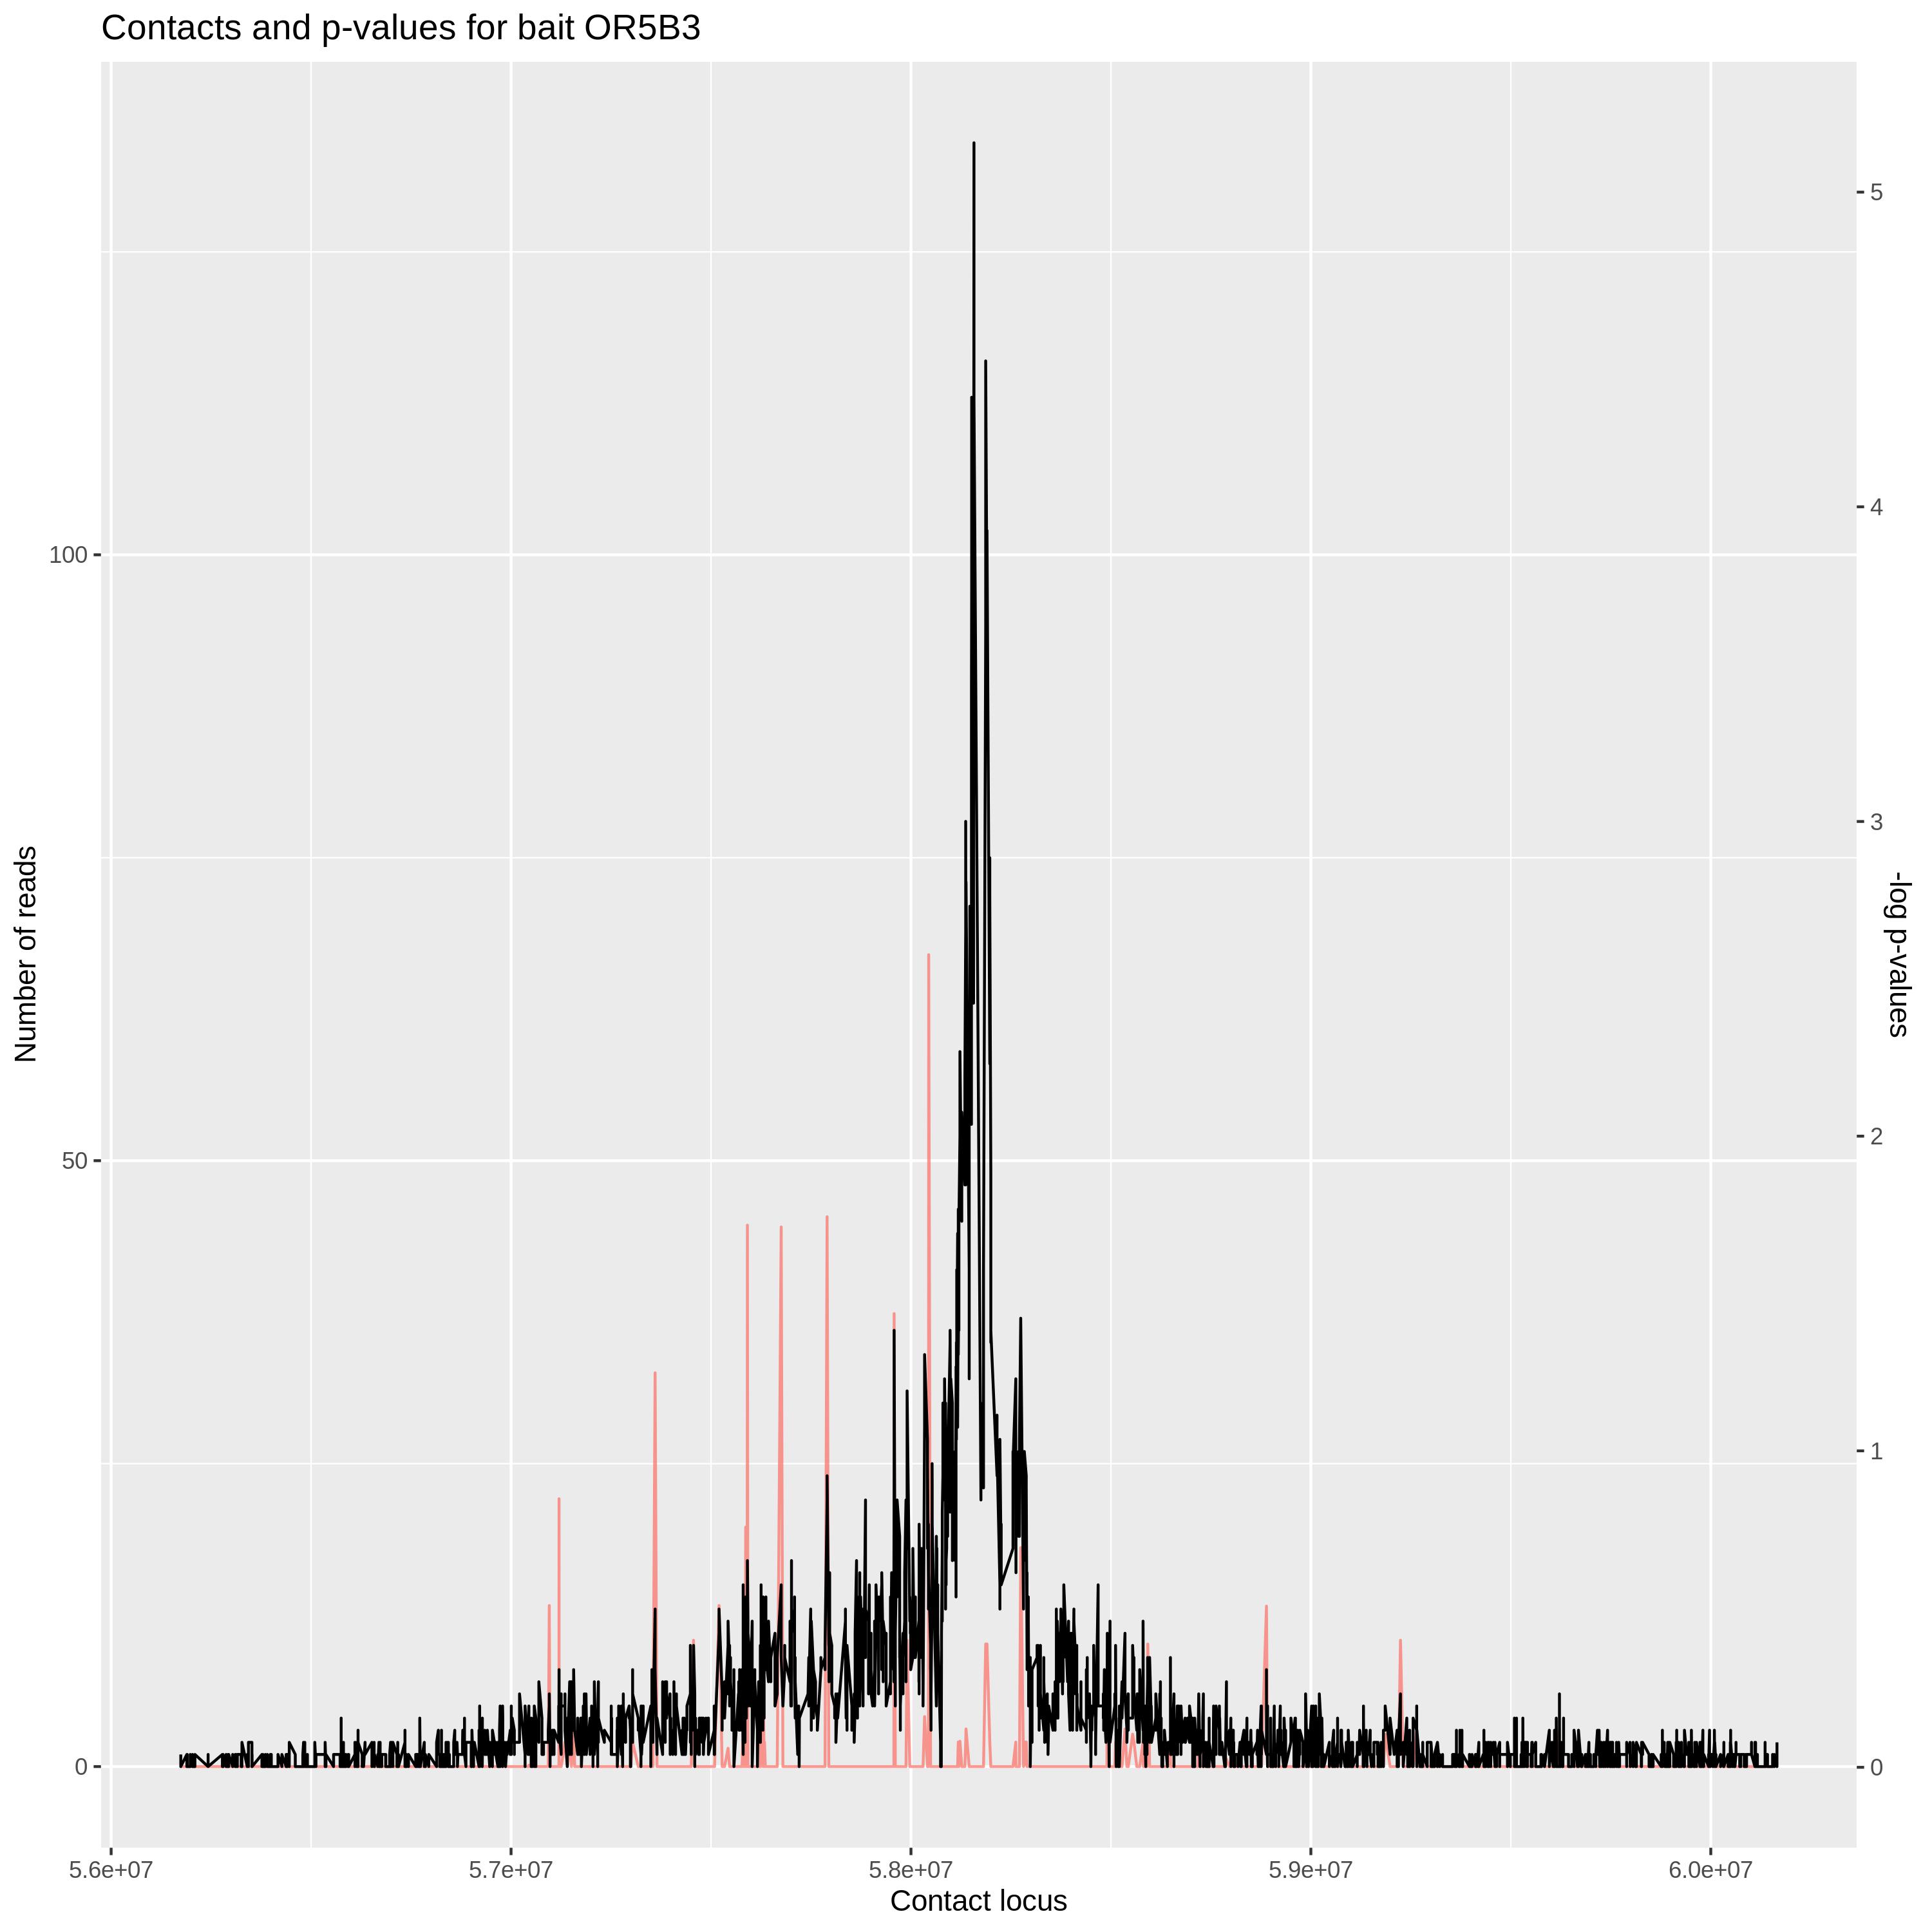 Contacts and p-values for bait OR5B3
Number of reads
100
50
0
5
4
3
2
1
0
-log p-values
5.6e+07 5.7e+07 5.8e+07 5.9e+07 6.0e+07
Contact locus